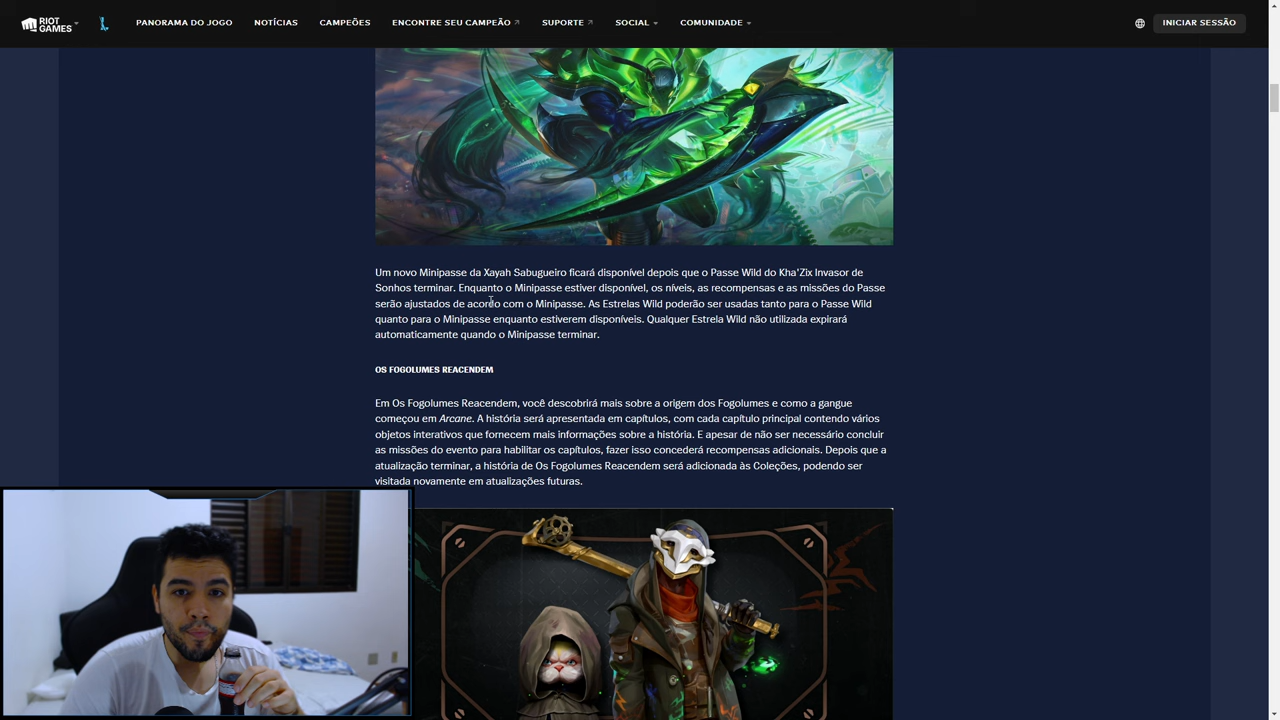 RIOT GAMES
PANORAMA DO JOGO
NOTÍCIAS
CAMPEÕES
ENCONTRE SEU CAMPEÃO
SUPORTE
SOCIAL
COMUNIDADE
INICIAR SESSÃO
Um novo Minipasse da Xayah Sabugueiro ficará disponível depois que o Passe Wild do Kha'Zix Invasor de
Sonhos terminar. Enquanto o Minipasse estiver disponível, os níveis, as recompensas e as missões do Passe
serão ajustados de acordo com o Minipasse. As Estrelas Wild poderão ser usadas tanto para o Passe Wild
quanto para o Minipasse enquanto estiverem disponíveis. Qualquer Estrela Wild não utilizada expirará
automaticamente quando o Minipasse terminar.
OS FOGOLUMES REACENDEM
Em Os Fogolumes Reacendem, você descobrirá mais sobre a origem dos Fogolumes e como a gangue
começou em Arcane. A história será apresentada em capítulos, com cada capítulo principal contendo vários
objetos interativos que fornecem mais informações sobre a história. E apesar de não ser necessário concluir
as missões do evento para habilitar os capítulos, fazer isso concederá recompensas adicionais. Depois que a
atualização terminar, a história de Os Fogolumes Reacendem será adicionada às Coleções, podendo ser
visitada novamente em atualizações futuras.